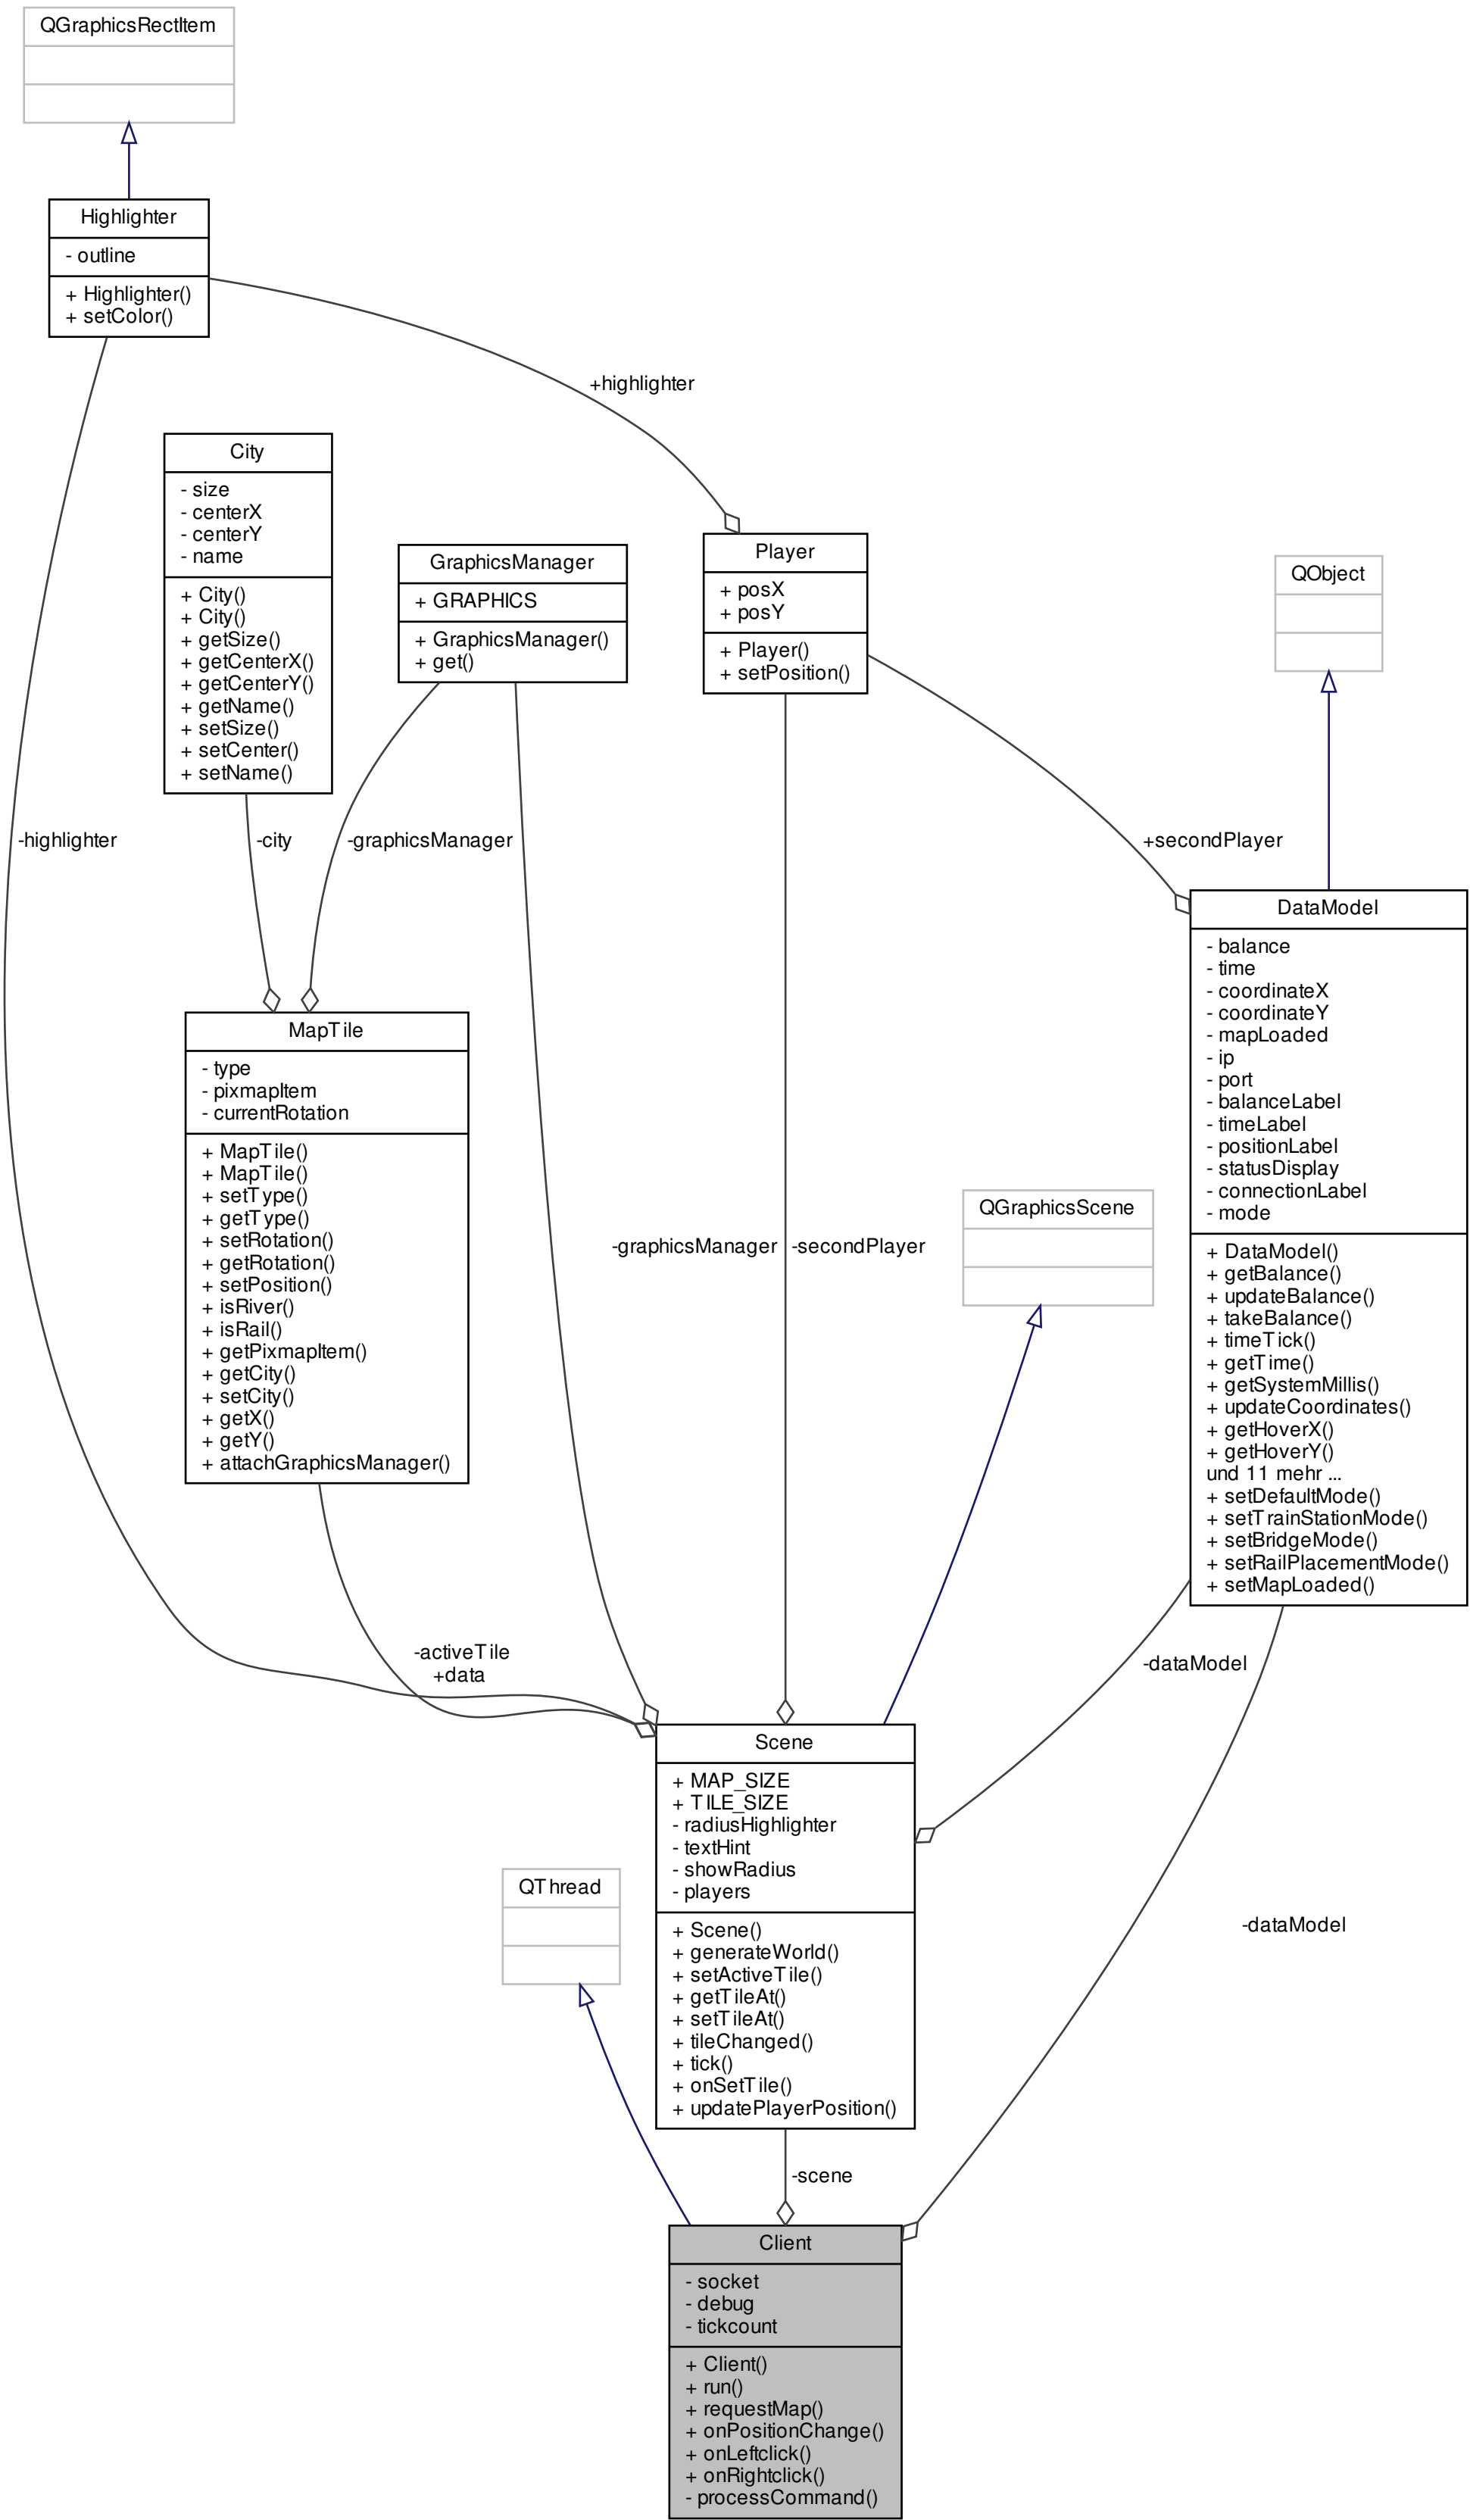 QGraphicsRectItem
Highlighter
- outline
+ Highlighter()
+ setColor()
+highlighter
City
- size
- centerX
- centerY
- name
+ City()
+ City()
+ getSize()
+ getCenterX()
+ getCenterY()
+ getName()
+ setSize()
+ setCenter()
+ setName()
GraphicsManager
+ GRAPHICS
+ GraphicsManager()
+ get()
Player
+ posX
+ posY
+ Player()
+ setPosition()
QObject
-highlighter
-city
-graphicsManager
+secondPlayer
DataModel
- balance
- time
- coordinateX
- coordinateY
- mapLoaded
- ip
- port
- balanceLabel
- timeLabel
- positionLabel
- statusDisplay
- connectionLabel
- mode
+ DataModel()
+ getBalance()
+ updateBalance()
+ takeBalance()
+ timeTick()
+ getTime()
+ getSystemMillis()
+ updateCoordinates()
+ getHoverX()
+ getHoverY()
und 11 mehr ...
+ setDefaultMode()
+ setTrainStationMode()
+ setBridgeMode()
+ setRailPlacementMode()
+ setMapLoaded()
MapTile
- type
- pixmapItem
- currentRotation
+ MapTile()
+ MapTile()
+ setType()
+ getType()
+ setRotation()
+ getRotation()
+ setPosition()
+ isRiver()
+ isRail()
+ getPixmapItem()
+ getCity()
+ setCity()
+ getX()
+ getY()
+ attachGraphicsManager()
-graphicsManager
-secondPlayer
QGraphicsScene
-activeTile
+data
-dataModel
Scene
+ MAP_SIZE
+ TILE_SIZE
- radiusHighlighter
- textHint
- showRadius
- players
+ Scene()
+ generateWorld()
+ setActiveTile()
+ getTileAt()
+ setTileAt()
+ tileChanged()
+ tick()
+ onSetTile()
+ updatePlayerPosition()
QThread
-dataModel
-scene
Client
- socket
- debug
- tickcount
+ Client()
+ run()
+ requestMap()
+ onPositionChange()
+ onLeftclick()
+ onRightclick()
- processCommand()